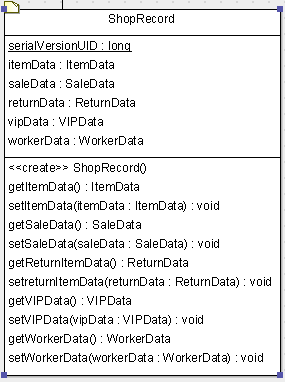 ShopRecord
serialVersionUID : long
itemData : ItemData
saleData : SaleData
returnData : ReturnData
vipData : VIPData
workerData : WorkerData
<<create>> ShopRecord()
getItemData() : ItemData
setItemData(itemData : ItemData) : void
getSaleData() : SaleData
setSaleData(saleData : SaleData) : void
getReturnItemData() : ReturnData
setreturnItemData(returnData : ReturnData) : void
getVIPData() : VIPData
setVIPData(vipData : VIPData) : void
getWorkerData() : WorkerData
setWorkerData(workerData : WorkerData) : void